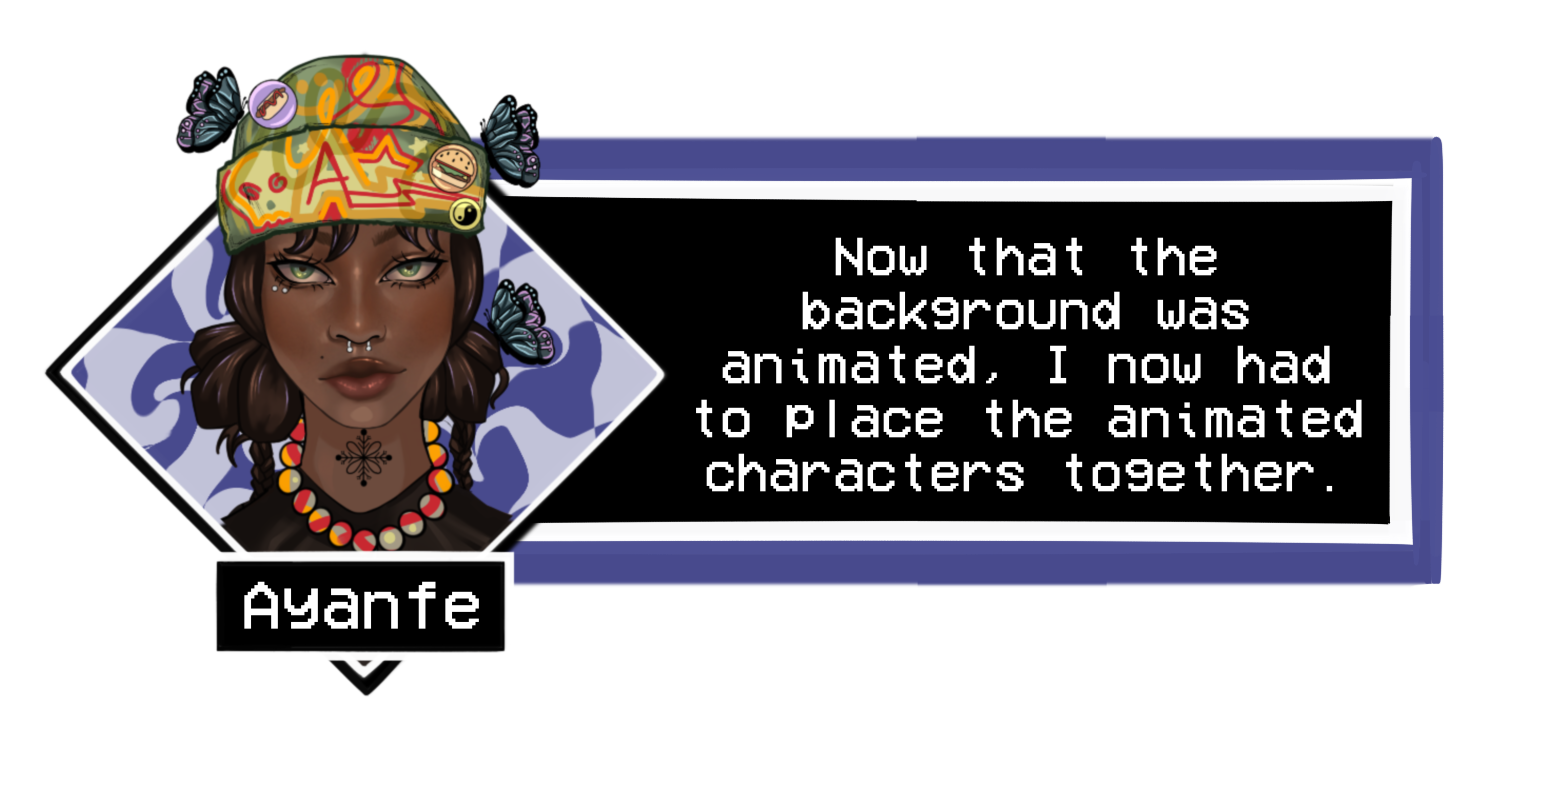 A
Now that the
background was
animated, I now had
to place the animated
characters together.
Ayanfe